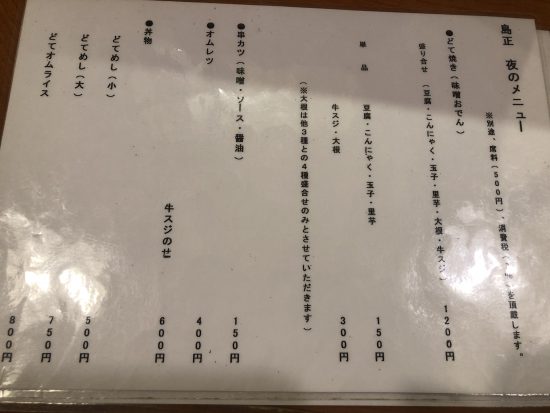 島正 夜のメニュー
※別途、席料(500円)、消費税( )を頂戴します。
●どて焼き(味噌おでん)
盛り合せ (豆腐・こんにゃく・玉子・里芋・大根・牛スジ) 1200円
単品 豆腐・こんにゃく・玉子・里芋 150円
牛スジ・大根 300円
(※大根は他3種との4種盛合せのみとさせていただきます)
●串カツ(味噌・ソース・醤油) 150円
●オムレツ 400円
牛スジのせ 600円
●丼物
どてめし(小) 500円
どてめし(大) 750円
どてオムライス 800円